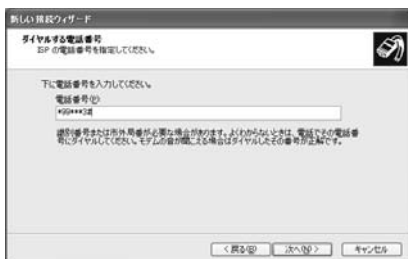 新しい接続ウィザード
ダイヤルする電話番号
ISP の電話番号を指定してください。
下に電話番号を入力してください。
電話番号(P)
*99***3#
識別番号または市外局番が必要な場合があります。よくわからないときは、電話でその電話番
号にダイヤルしてください。モデムの音が聞こえる場合はダイヤルしたその番号が正解です。
< 戻る(B)
次へ(N) >
キャンセル